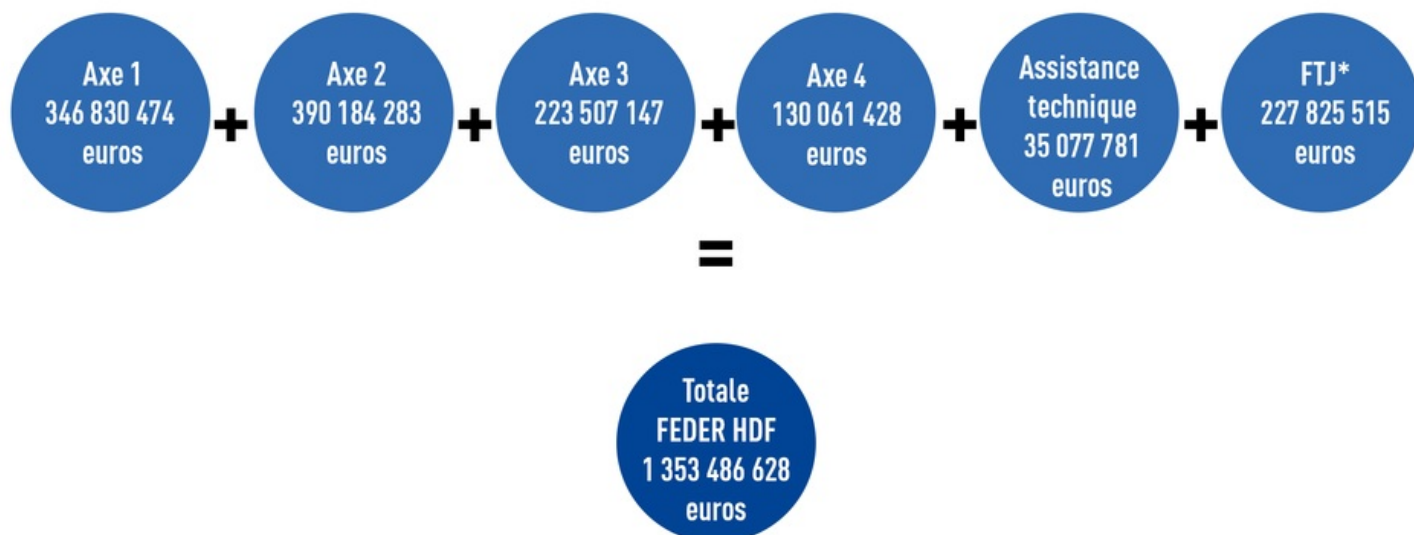 Axe 1
346 830 474
euros
+
Axe 2
390 184 283
euros
+
Axe 3
223 507 147
euros
+
Axe 4
130 061 428
euros
+
Assistance
technique
35 077 781
euros
+
FTJ*
227 825 515
euros
=
Totale
FEDER HDF
1 353 486 628
euros